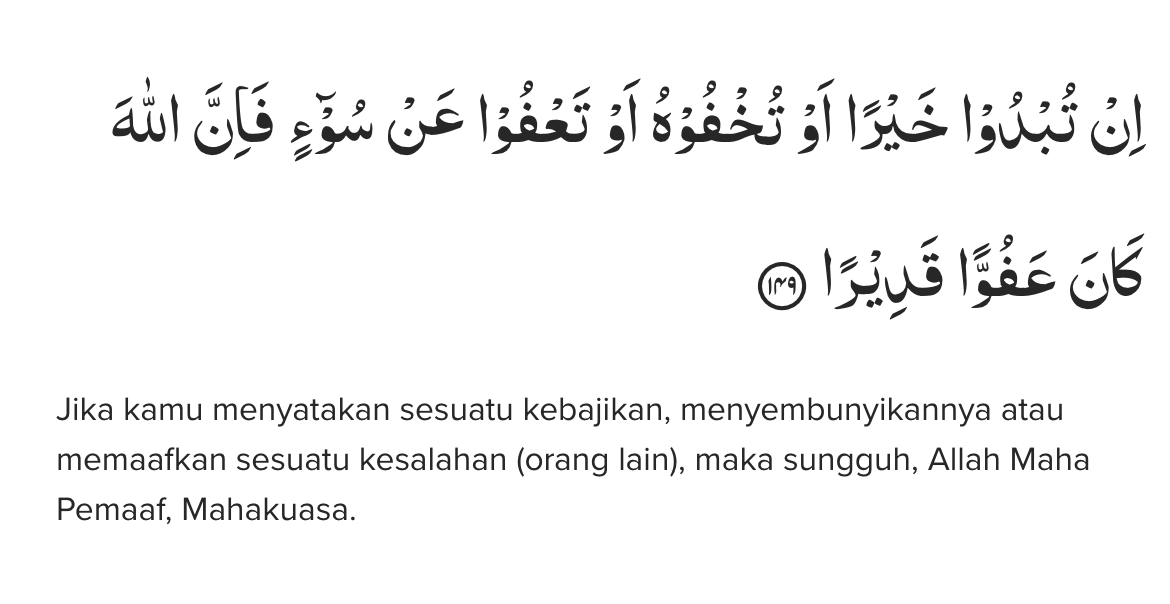 اِنْ تُبْدُوْا خَيْرًا اَوْ تُخْفُوْهُ اَوْ تَعْفُوْا عَنْ سُوْۤءٍ فَاِنَّ اللّٰهَ
كَانَ عَفُوًّا قَدِيْرًا ١٤٩
Jika kamu menyatakan sesuatu kebajikan, menyembunyikannya atau
memaafkan sesuatu kesalahan (orang lain), maka sungguh, Allah Maha
Pemaaf, Mahakuasa.